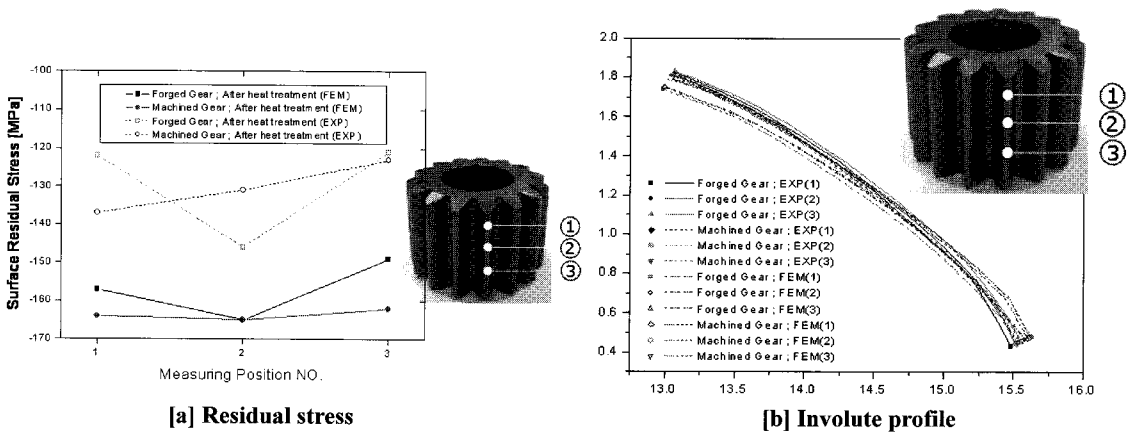 -100
-110
-120
-130
-140
-150
-160
-170
Surface Residual Stress [MPa]
Forged Gear ; After heat treatment (FEM)
Machined Gear ; After heat treatment (FEM)
Forged Gear ; After heat treatment (EXP)
Machined Gear ; After heat treatment (EXP)
①
②
③
1
2
3
Measuring Position NO.
[a] Residual stress
2.0
1.8
1.6
1.4
1.2
1.0
0.8
0.6
0.4
Forged Gear ; EXP(1)
Forged Gear ; EXP(2)
Forged Gear ; EXP(3)
Machined Gear ; EXP(1)
Machined Gear ; EXP(2)
Machined Gear ; EXP(3)
Forged Gear ; FEM(1)
Forged Gear ; FEM(2)
Forged Gear ; FEM(3)
Machined Gear ; FEM(1)
Machined Gear ; FEM(2)
Machined Gear ; FEM(3)
①
②
③
13.0
13.5
14.0
14.5
15.0
15.5
16.0
[b] Involute profile